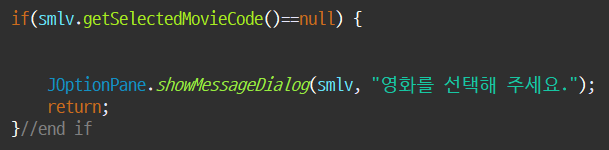 if(smlv.getSelectedMovieCode()==null) {
JOptionPane.showMessageDialog(smlv, "영화를 선택해 주세요.");
return;
}//end if